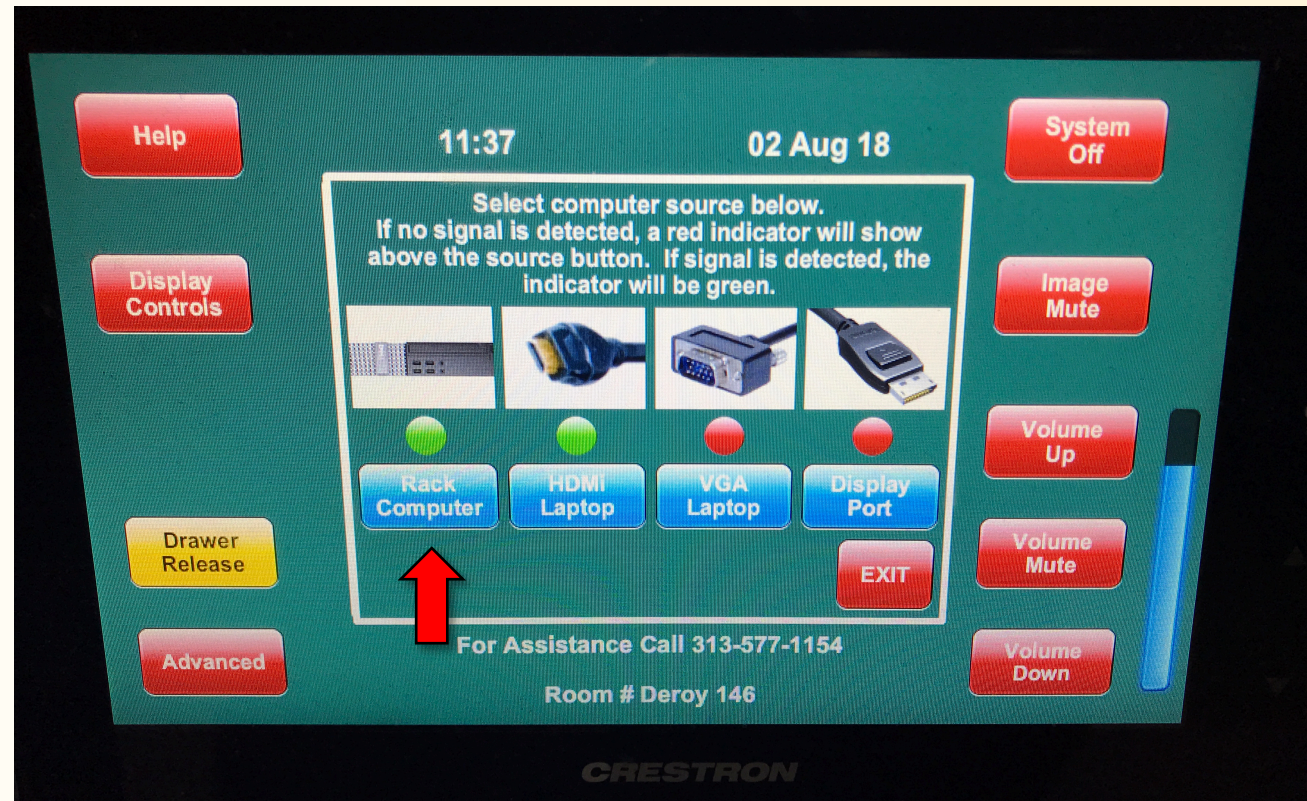 Help
11:37
02 Aug 18
System
Off
Select computer source below.
If no signal is detected, a red indicator will show
above the source button. If signal is detected, the
indicator will be green.
Display
Controls
Image
Mute
Rack
Computer
HDMI
Laptop
VGA
Laptop
Display
Port
Volume
Up
Drawer
Release
EXIT
Volume
Mute
For Assistance Call 313-577-1154
Advanced
Volume
Down
Room # Deroy 146
CRESTRON